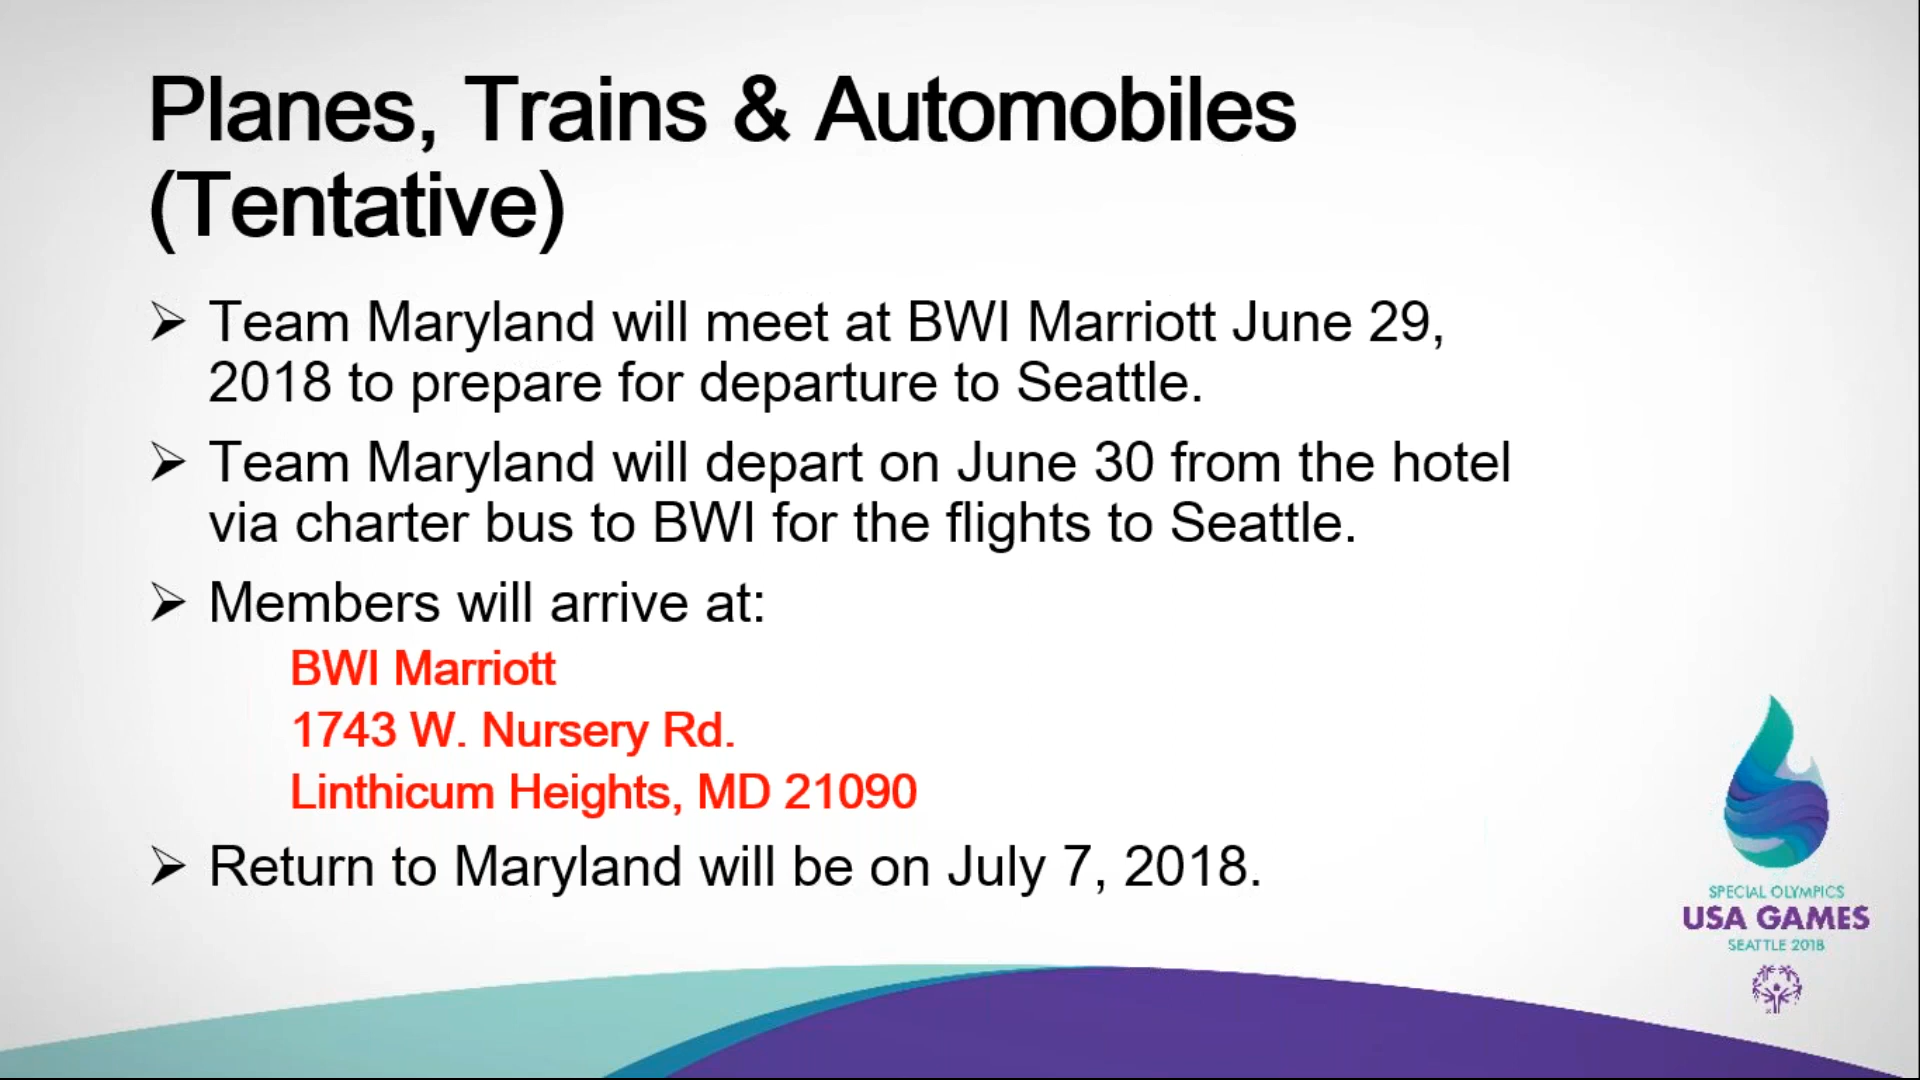 Planes, Trains & Automobiles
(Tentative)
➢ Team Maryland will meet at BWI Marriott June 29,
2018 to prepare for departure to Seattle.
➢ Team Maryland will depart on June 30 from the hotel
via charter bus to BWI for the flights to Seattle.
➢ Members will arrive at:
BWI Marriott
1743 W. Nursery Rd.
Linthicum Heights, MD 21090
➢ Return to Maryland will be on July 7, 2018.
SPECIAL OLYMPICS
USA GAMES
SEATTLE 2018